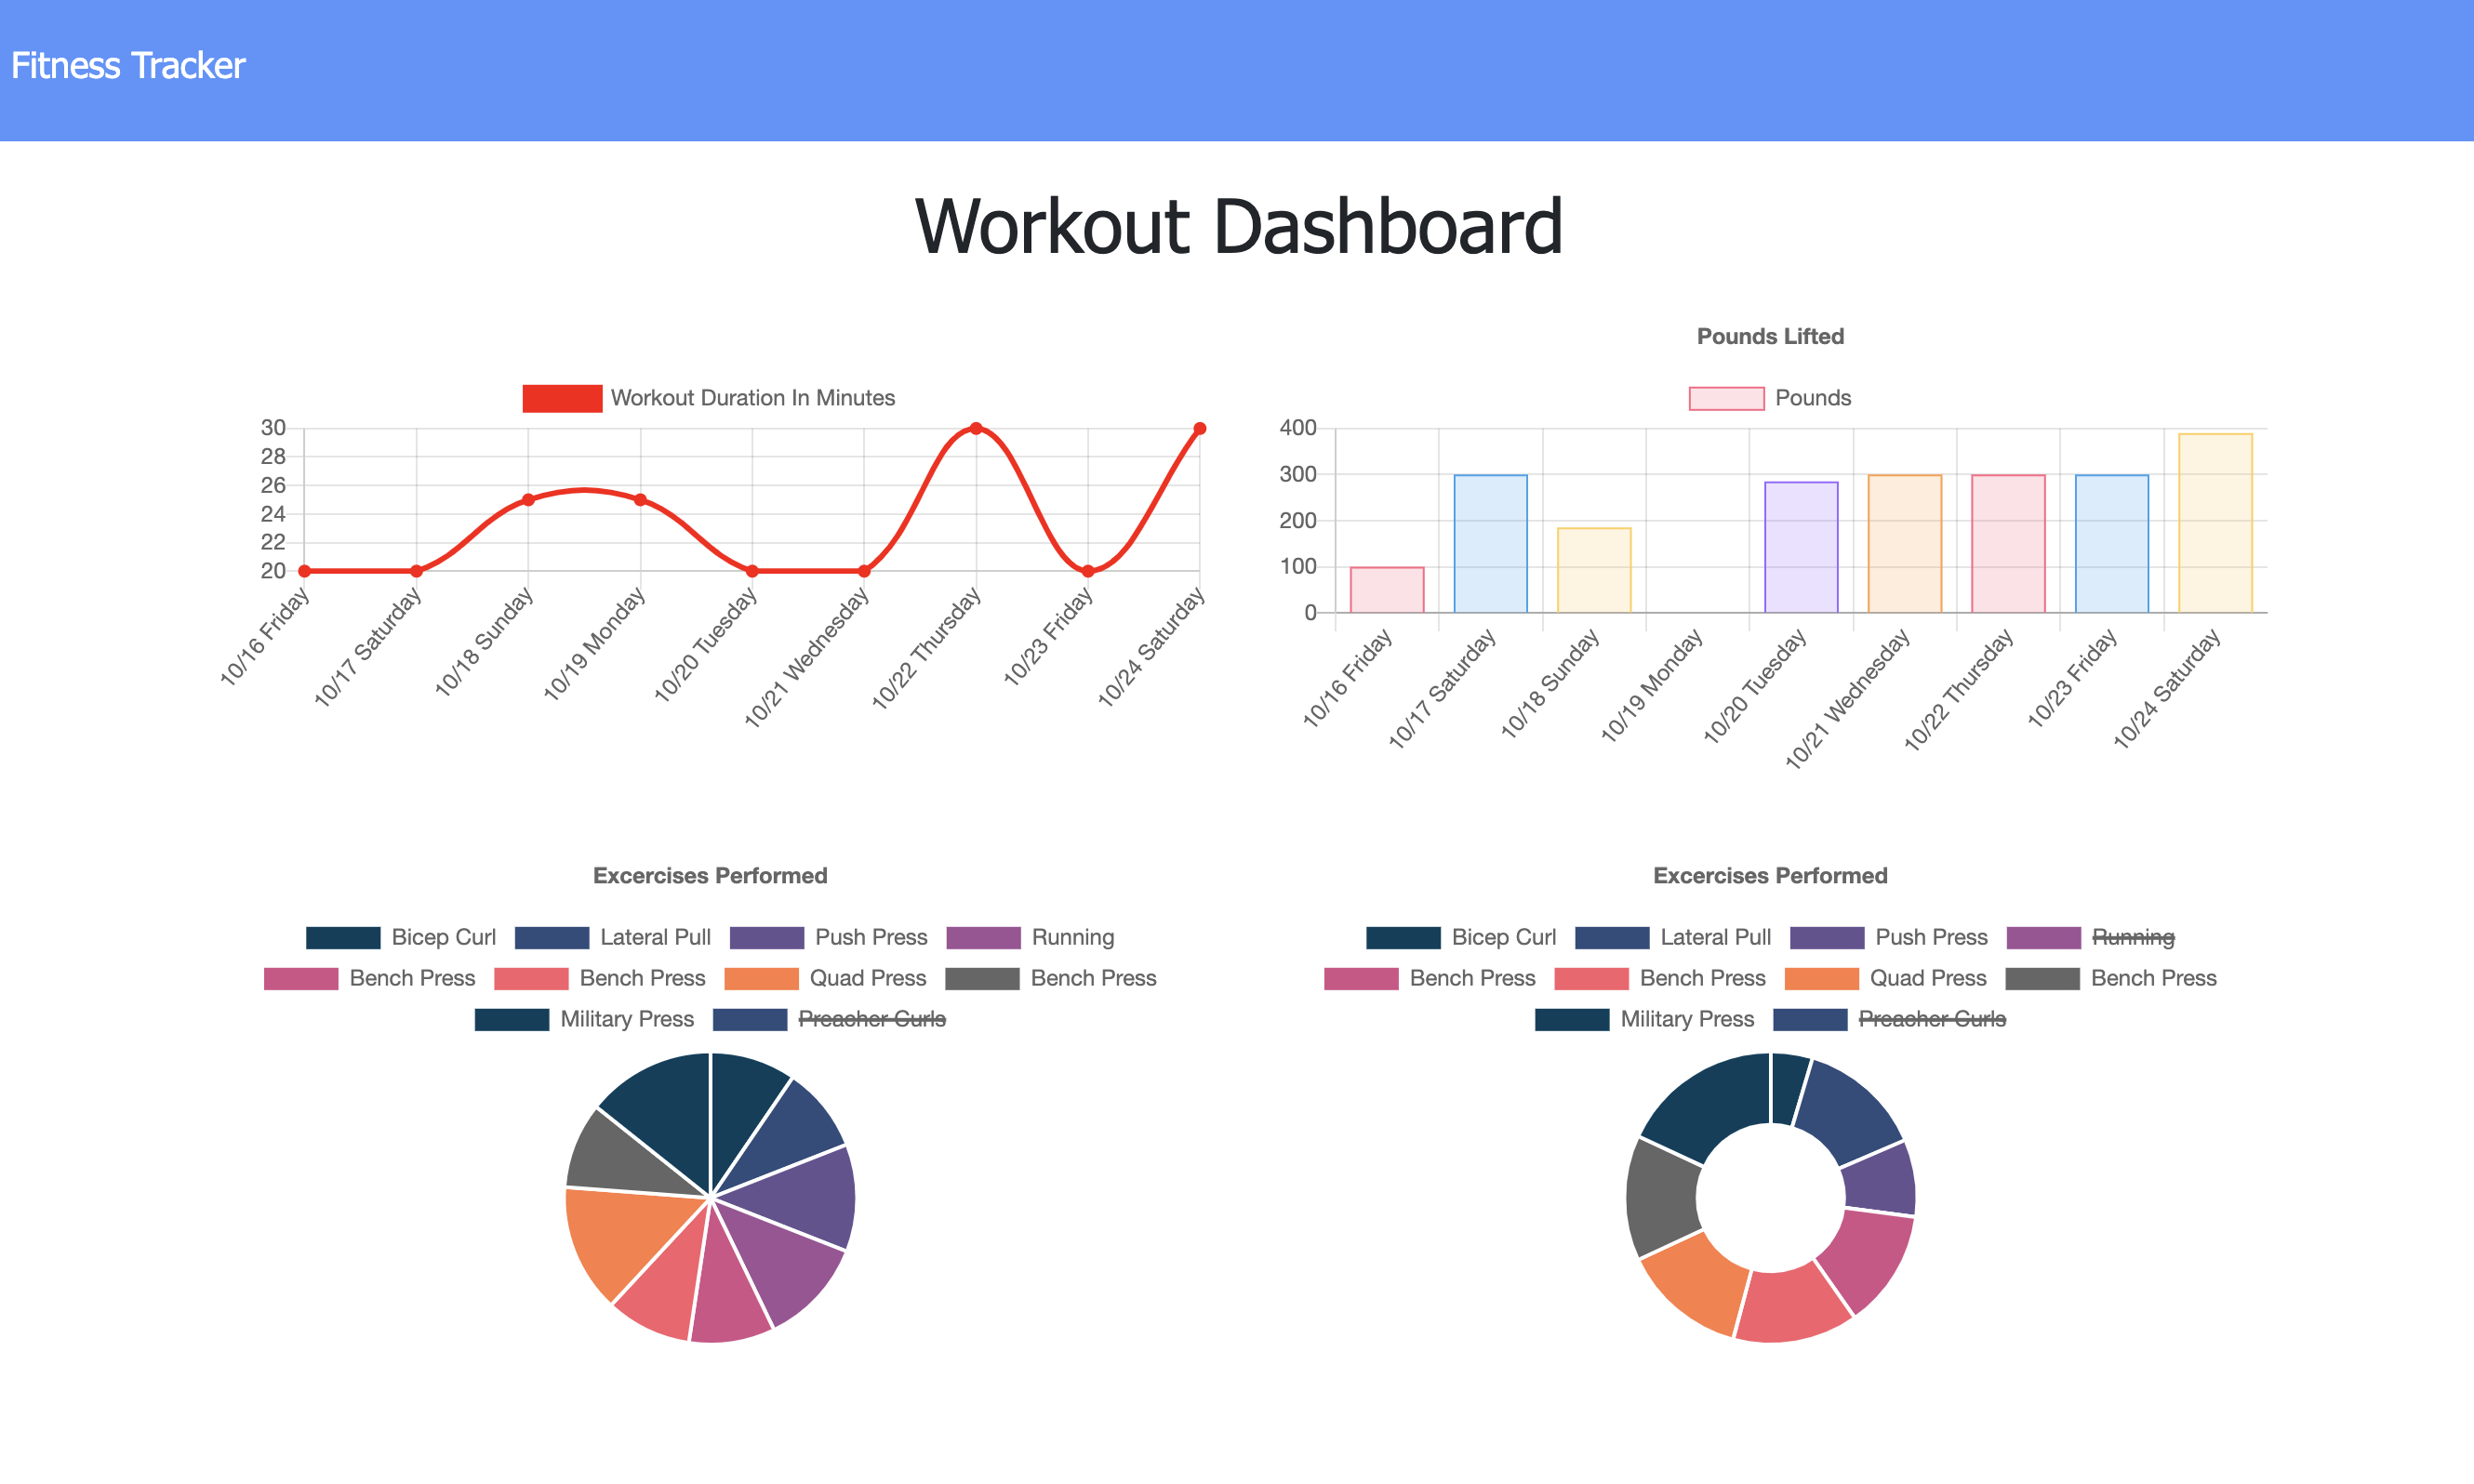 Fitness Tracker
Workout Dashboard
Workout Duration In Minutes
30
28
26
24
22
20
10/16 Friday
10/17 Saturday
10/18 Sunday
10/19 Monday
10/20 Tuesday
10/21 Wednesday
10/22 Thursday
10/23 Friday
10/24 Saturday
Pounds Lifted
Pounds
400
300
200
100
0
10/16 Friday
10/17 Saturday
10/18 Sunday
10/19 Monday
10/20 Tuesday
10/21 Wednesday
10/22 Thursday
10/23 Friday
10/24 Saturday
Excercises Performed
Bicep Curl Lateral Pull Push Press Running
Bench Press Bench Press Quad Press Bench Press
Military Press Preacher Curls
Excercises Performed
Bicep Curl Lateral Pull Push Press Running
Bench Press Bench Press Quad Press Bench Press
Military Press Preacher Curls